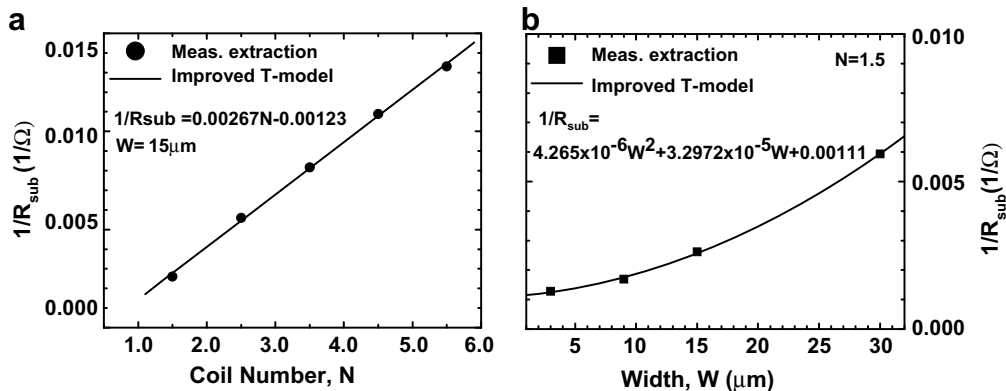 a
Meas. extraction
Improved T-model
1/Rsub =0.00267N-0.00123
W= 15μm
0.015
0.010
0.005
0.000
1/R_sub (1/Ω)
1.0 2.0 3.0 4.0 5.0 6.0
Coil Number, N
b
Meas. extraction
N=1.5
Improved T-model
1/R_sub=
4.265x10^-6W^2+3.2972x10^-5W+0.00111
0.010
0.005
0.000
1/R_sub(1/Ω)
5 10 15 20 25 30
Width, W (μm)